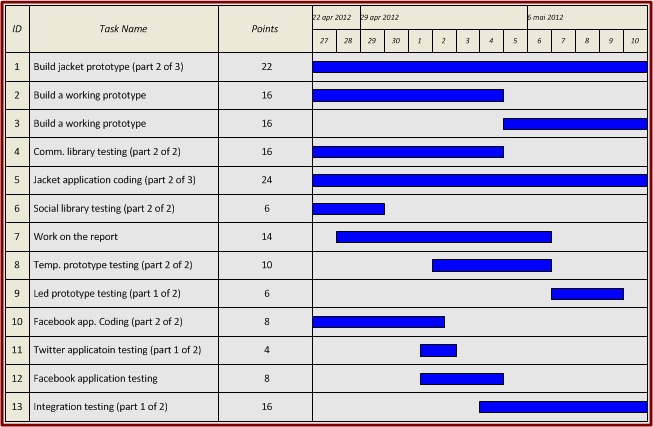 ID Task Name Points 22 apr 2012 29 apr 2012 6 mai 2012
27 28 29 30 1 2 3 4 5 6 7 8 9 10
1 Build jacket prototype (part 2 of 3) 22
2 Build a working prototype 16
3 Build a working prototype 16
4 Comm. library testing (part 2 of 2) 16
5 Jacket application coding (part 2 of 3) 24
6 Social library testing (part 2 of 2) 6
7 Work on the report 14
8 Temp. prototype testing (part 2 of 2) 10
9 Led prototype testing (part 1 of 2) 6
10 Facebook app. Coding (part 2 of 2) 8
11 Twitter applicatoin testing (part 1 of 2) 4
12 Facebook application testing 8
13 Integration testing (part 1 of 2) 16